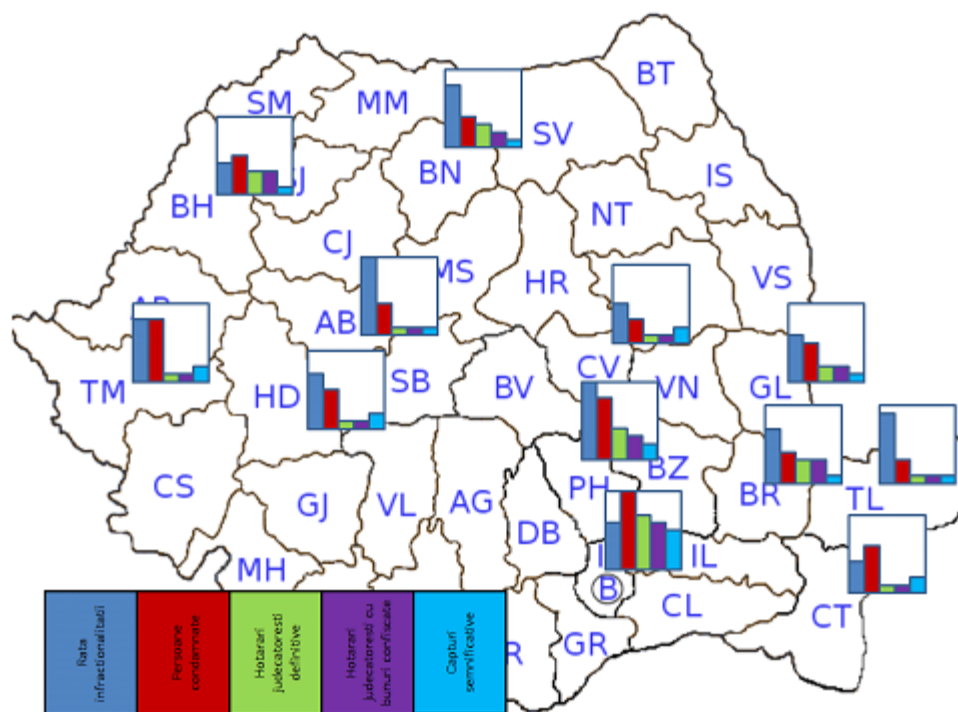 BT
SM
MM
SV
IS
BN
BH
NT
CJ
MS
HR
VS
AB
TM
HD
SB
BV
CV
VN
GL
CS
GJ
VL
AG
DB
PH
BZ
BR
TL
MH
IL
B
CL
CT
GR
Rata
infractionalitatii
Persoane
condamnate
Hotarari
judecatoresti
definitive
Hotarari
judecatoresti cu
bunuri confiscate
Capturi
semnificative